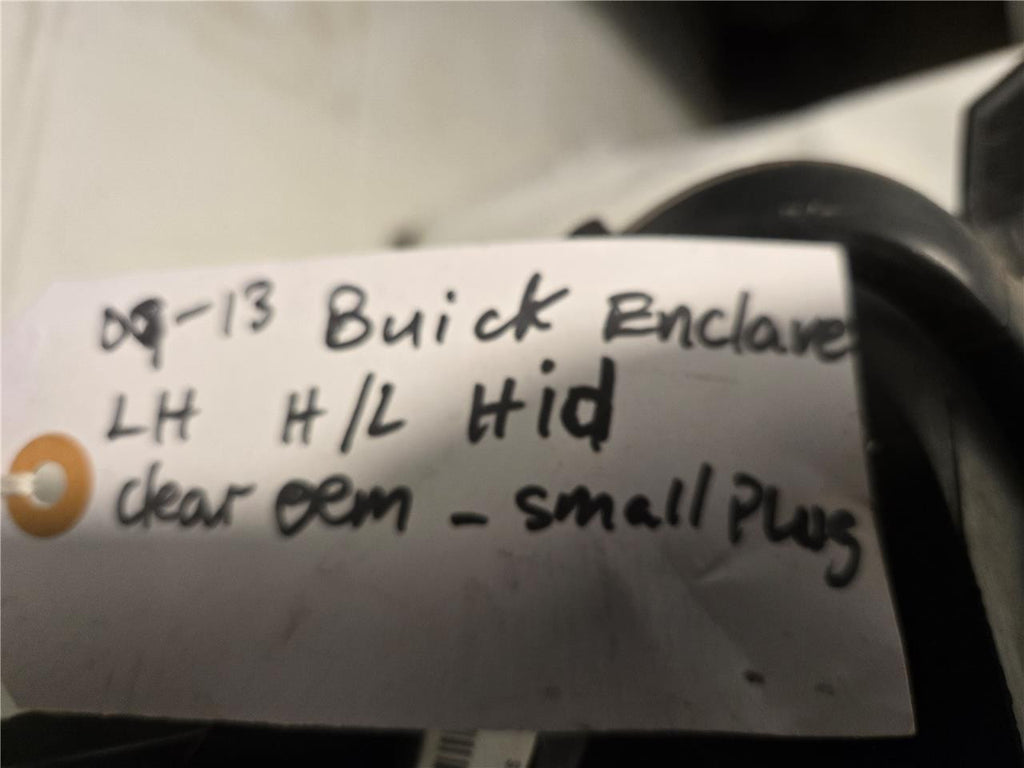 09-13 Buick Enclave
LH H/L Hid
clear oem - small Plug